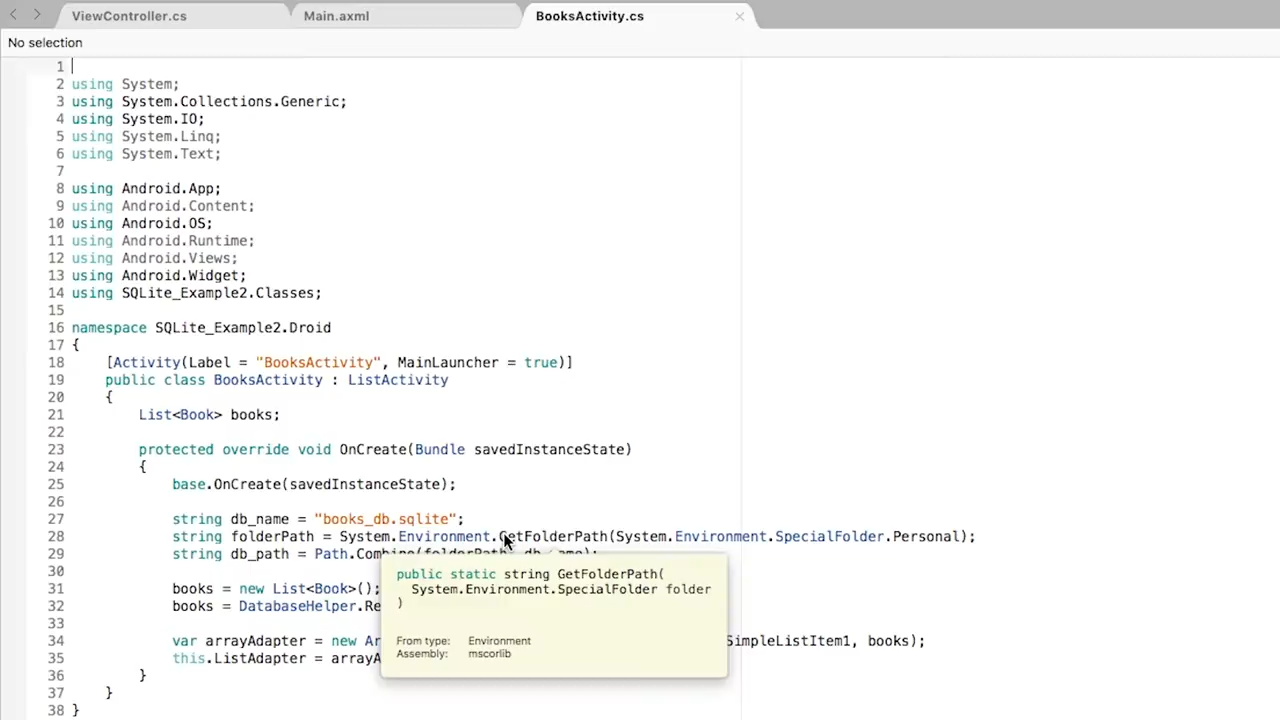 ViewController.cs
Main.axml
BooksActivity.cs
No selection
1
2 using System;
3 using System.Collections.Generic;
4 using System.IO;
5 using System.Linq;
6 using System.Text;
7
8 using Android.App;
9 using Android.Content;
10 using Android.OS;
11 using Android.Runtime;
12 using Android.Views;
13 using Android.Widget;
14 using SQLite_Example2.Classes;
15
16 namespace SQLite_Example2.Droid
17 {
18 [Activity(Label = "BooksActivity", MainLauncher = true)]
19 public class BooksActivity : ListActivity
20 {
21 List<Book> books;
22
23 protected override void OnCreate(Bundle savedInstanceState)
24 {
25 base.OnCreate(savedInstanceState);
26
27 string db_name = "books_db.sqlite";
28 string folderPath = System.Environment.GetFolderPath(System.Environment.SpecialFolder.Personal);
29 string db_path = Path.Combine(folderPath, db_name);
30
31 books = new List<Book>();
32 books = DatabaseHelper.Re
33
34 var arrayAdapter = new Ar SimpleListItem1, books);
35 this.ListAdapter = arrayA
36 }
37 }
38 }
public static string GetFolderPath(
System.Environment.SpecialFolder folder
)
From type: Environment
Assembly: mscorlib